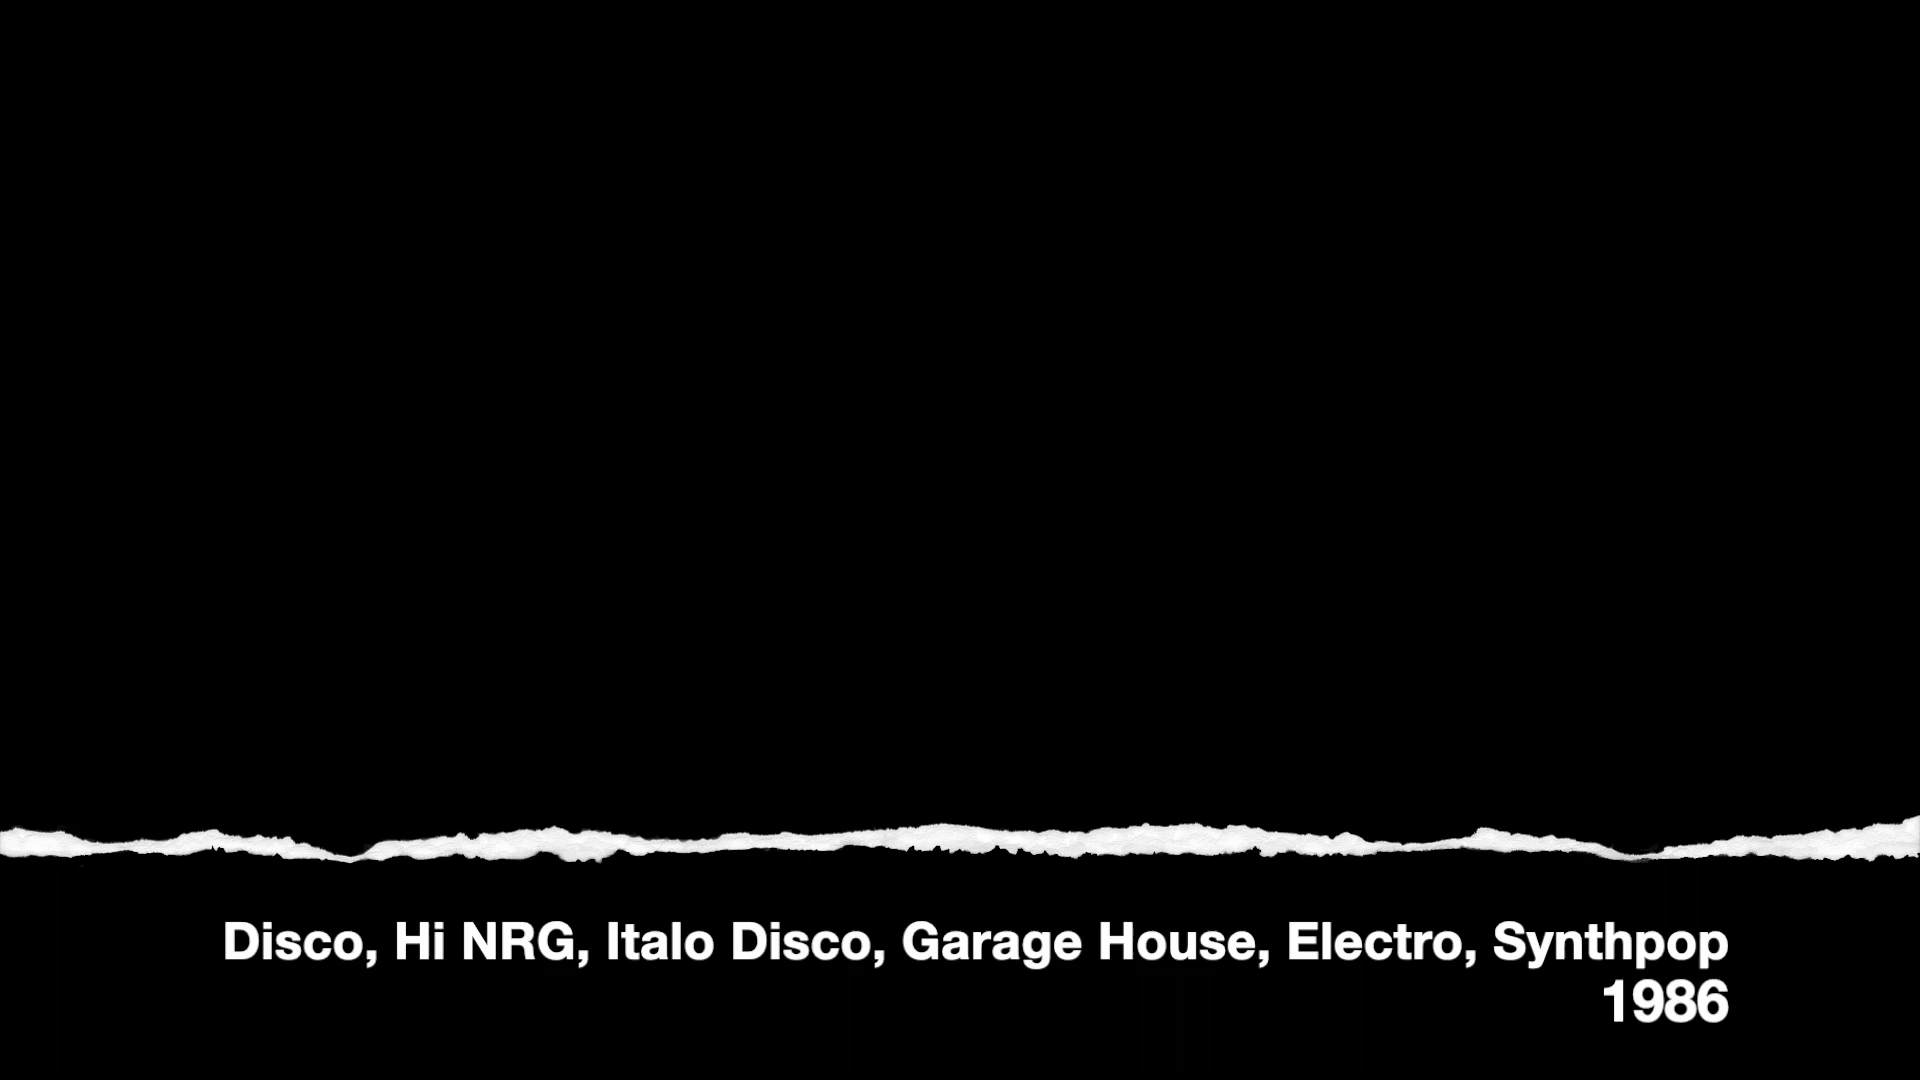 Disco, Hi NRG, Italo Disco, Garage House, Electro, Synthpop
1986